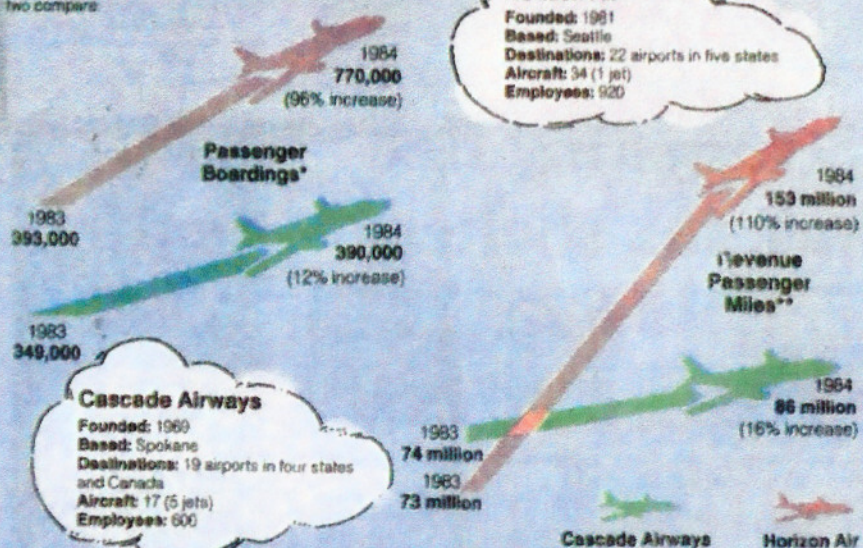 two compare
Founded: 1981
Based: Seattle
Destinations: 22 airports in five states
Aircraft: 34 (1 jet)
Employees: 920
1984
770,000
(96% increase)
Passenger
Boardings*
1983
393,000
1984
390,000
(12% increase)
1983
349,000
1984
153 million
(110% increase)
Revenue
Passenger
Miles**
1984
86 million
(16% increase)
1983
74 million
1983
73 million
Cascade Airways
Founded: 1969
Based: Spokane
Destinations: 19 airports in four states
and Canada
Aircraft: 17 (5 jets)
Employees: 600
Cascade Airways
Horizon Air